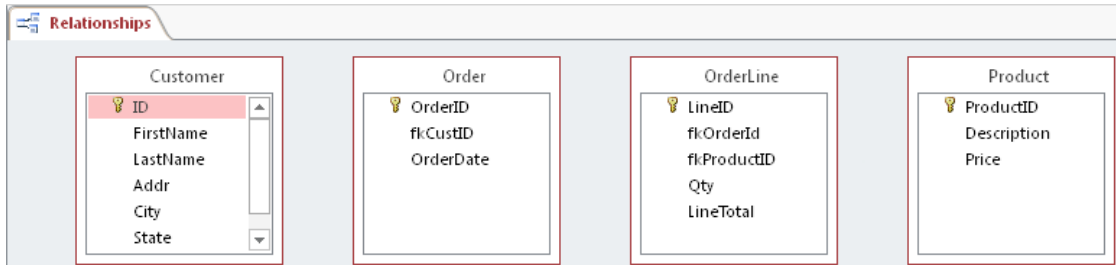 Relationships
Customer
ID
FirstName
LastName
Addr
City
State
Order
OrderID
fkCustID
OrderDate
OrderLine
LineID
fkOrderId
fkProductID
Qty
LineTotal
Product
ProductID
Description
Price